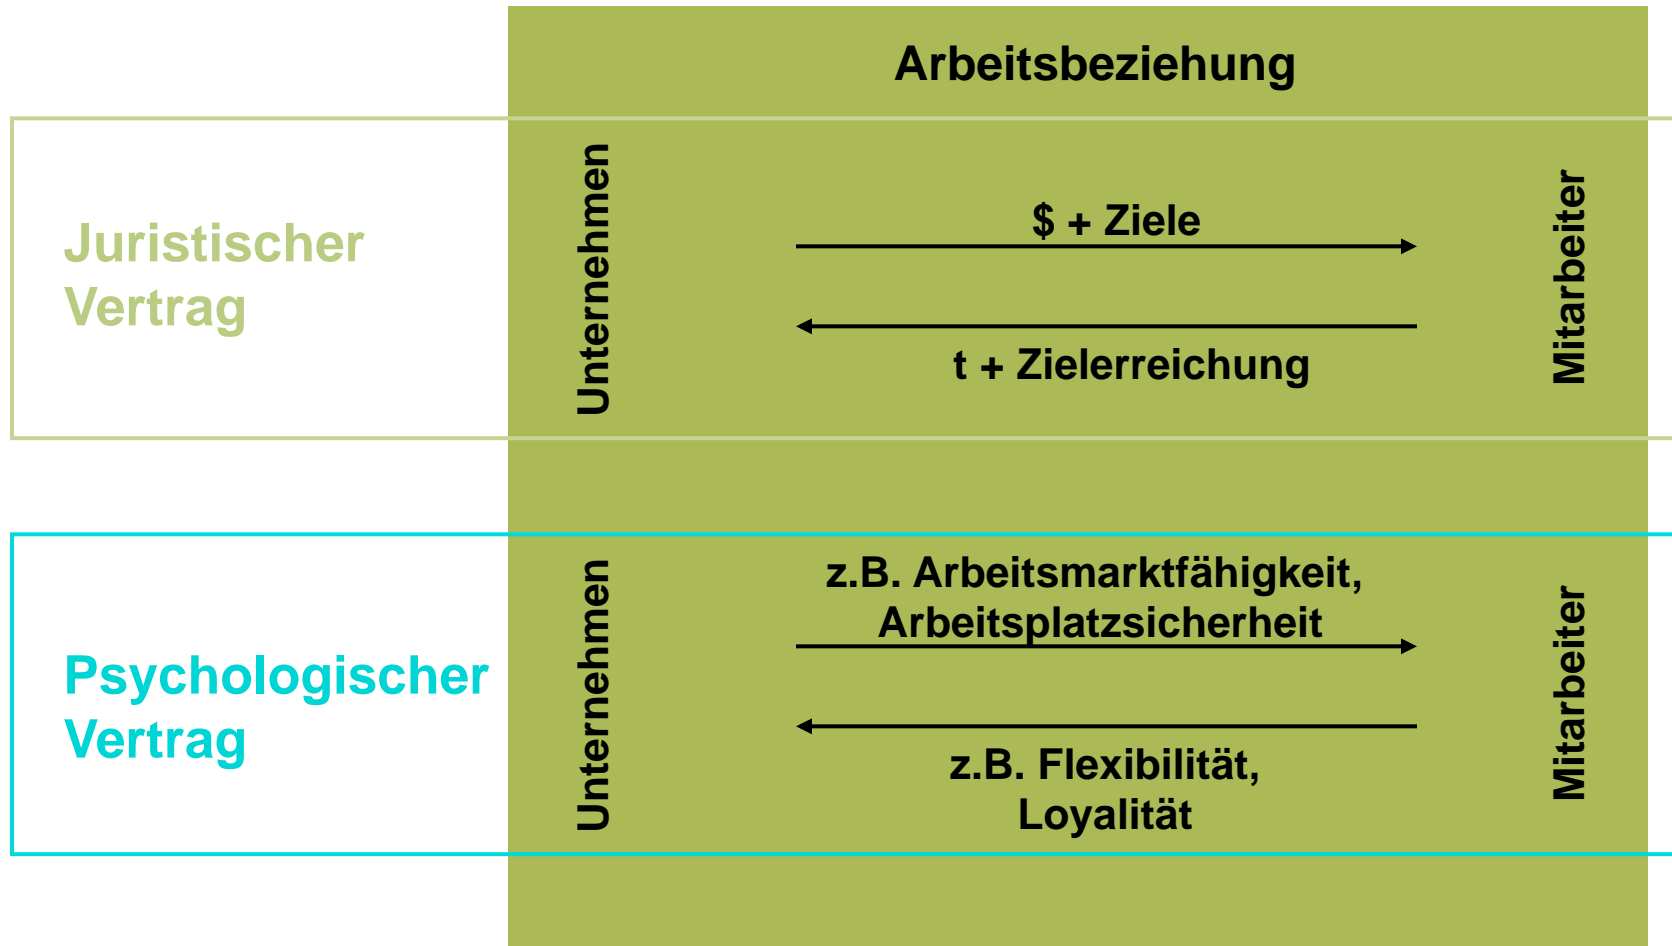 Arbeitsbeziehung
Juristischer
Vertrag
Unternehmen
$ + Ziele
t + Zielerreichung
Mitarbeiter
Psychologischer
Vertrag
Unternehmen
z.B. Arbeitsmarktfähigkeit,
Arbeitsplatzsicherheit
z.B. Flexibilität,
Loyalität
Mitarbeiter